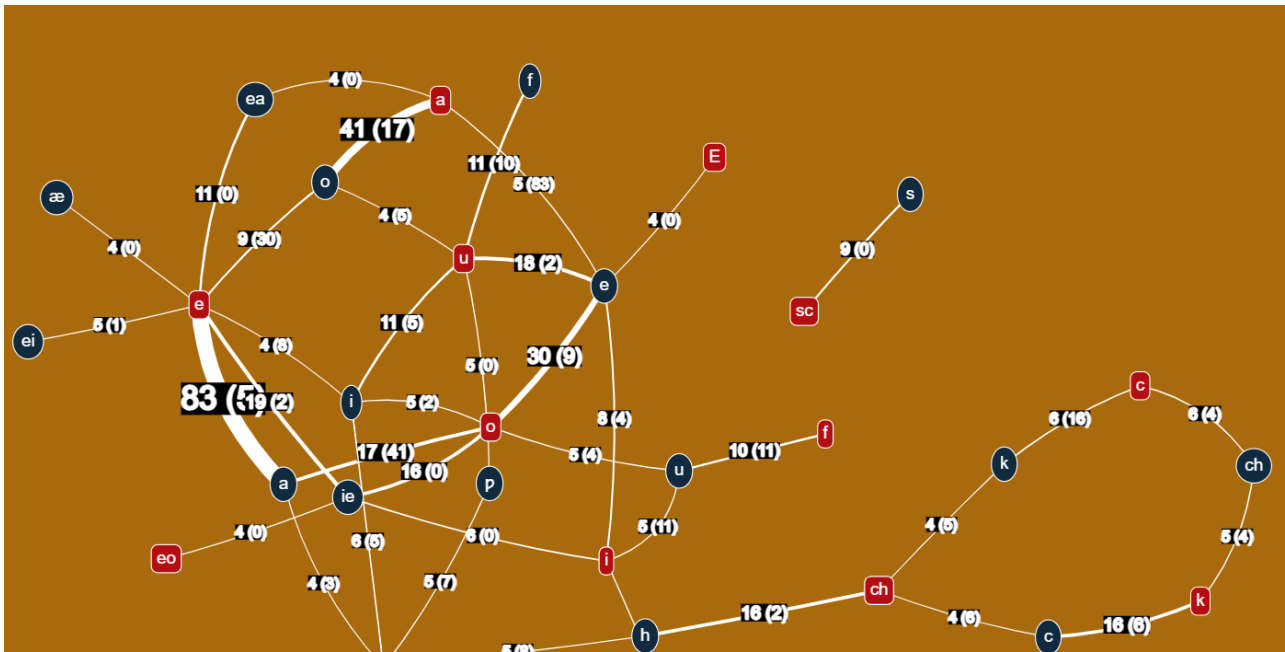 4 (0)
f
ea
a
41 (17)
E
11 (10)
o
5 (83)
æ
11 (0)
s
4 (5)
4 (0)
9 (30)
4 (0)
9 (0)
u
18 (2)
e
e
sc
5 (1)
11 (5)
ei
4 (8)
30 (9)
5 (0)
c
83 (5)
19 (2)
i
5 (2)
6 (16)
6 (4)
o
8 (4)
f
17 (41)
5 (4)
10 (11)
16 (0)
u
k
ch
a
ie
p
4 (0)
5 (11)
4 (5)
6 (5)
6 (0)
5 (4)
eo
i
4 (3)
5 (7)
ch
k
16 (2)
4 (6)
16 (6)
h
c
5 (8)